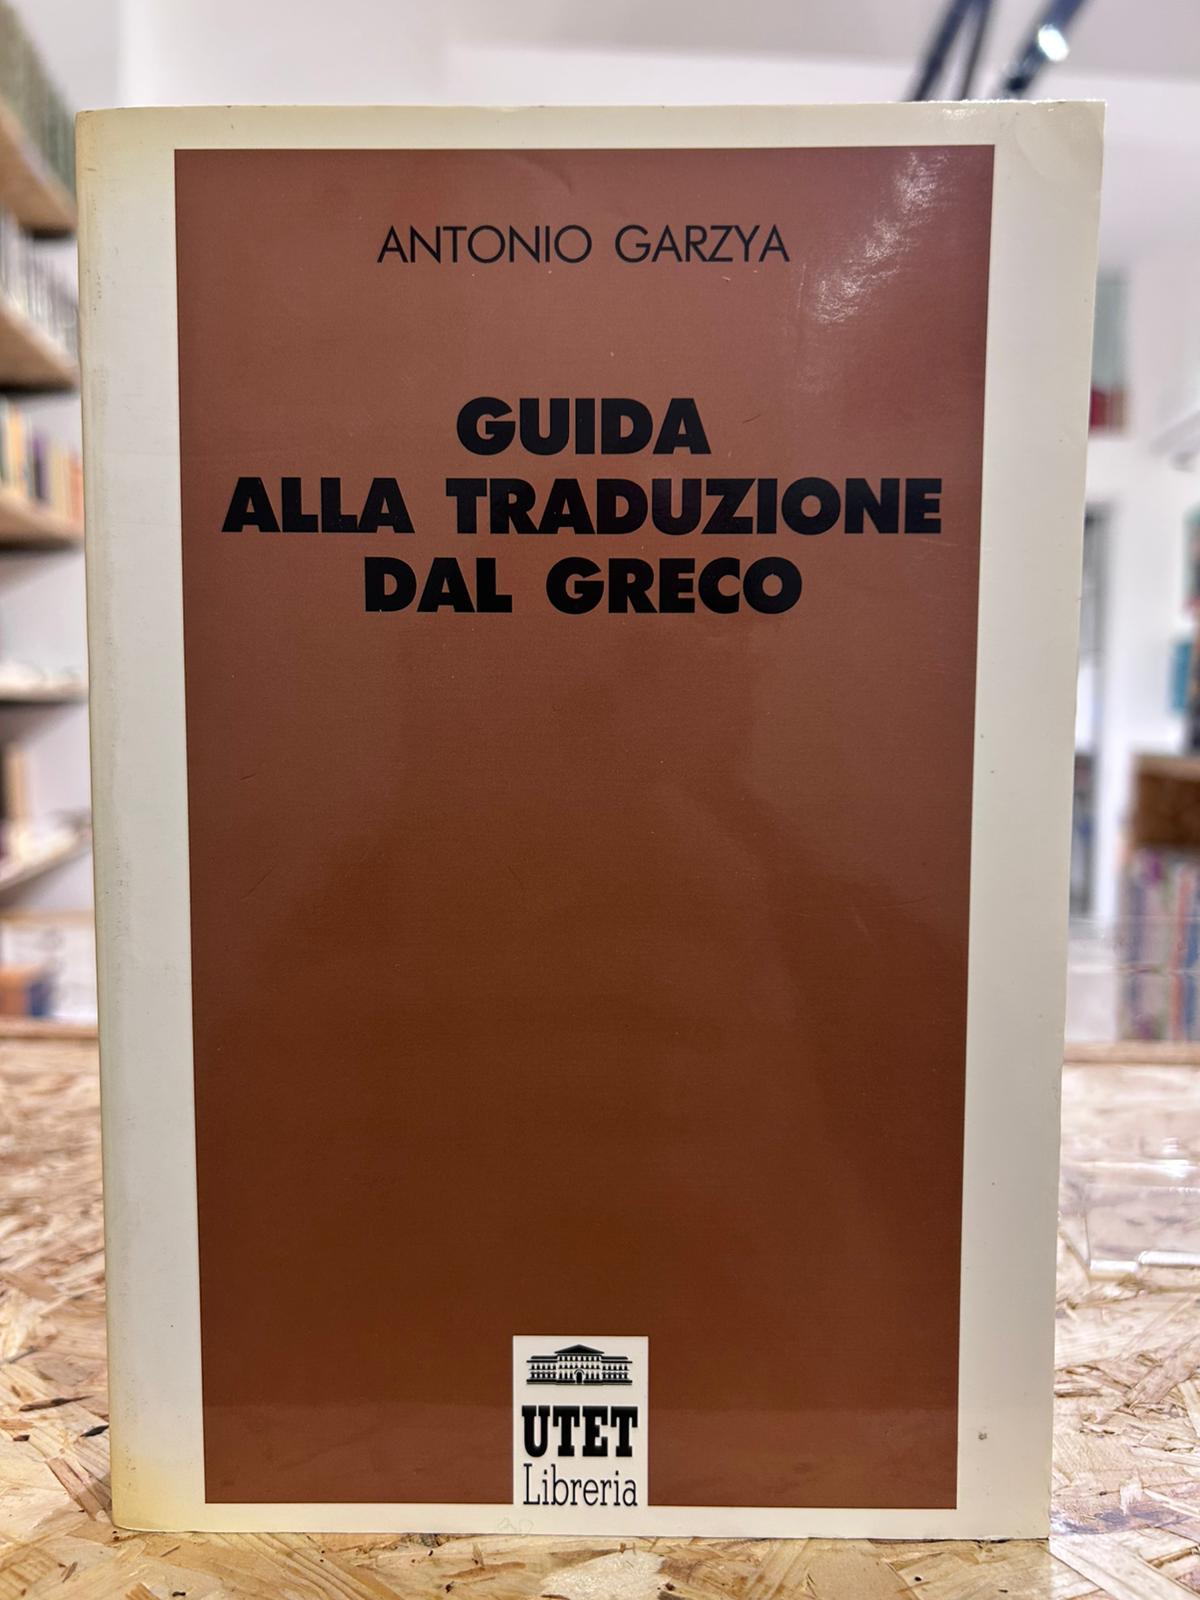 ANTONIO GARZYA
GUIDA
ALLA TRADUZIONE
DAL GRECO
UTET
Libreria